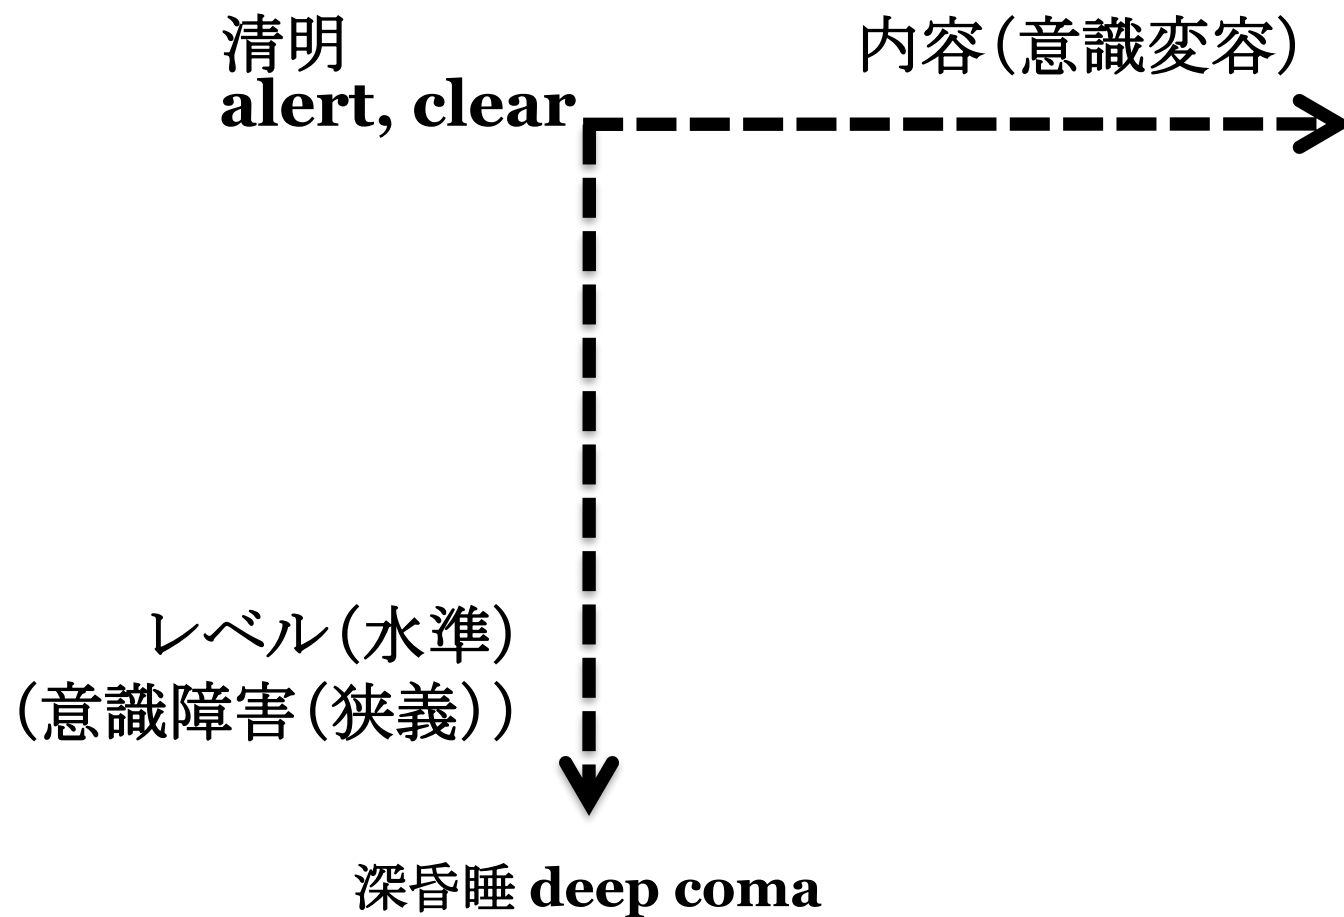 清明
alert, clear
内容(意識変容)
レベル(水準)
(意識障害(狭義))
深昏睡 deep coma